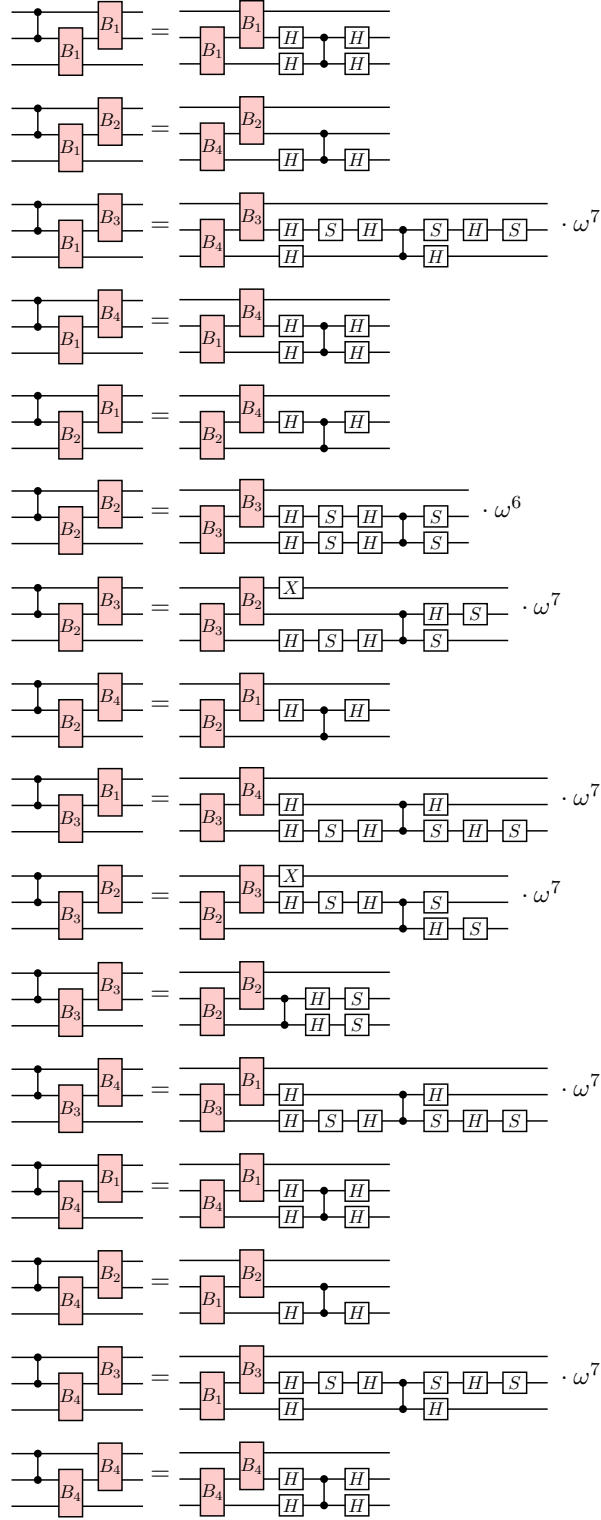 B₁ B₁ = B₁ B₁ H H H H
B₁ B₂ = B₄ B₂ H H
B₁ B₃ = B₄ B₃ H S H S H S H H · ω⁷
B₁ B₄ = B₁ B₄ H H H H
B₂ B₁ = B₂ B₄ H H
B₂ B₂ = B₃ B₃ H S H S H S H S · ω⁶
B₂ B₃ = B₃ B₂ X H S H S H S · ω⁷
B₂ B₄ = B₂ B₁ H H
B₃ B₁ = B₃ B₄ H H H S H S H S · ω⁷
B₃ B₂ = B₂ B₃ X H S H S H S · ω⁷
B₃ B₃ = B₂ B₂ H S H S
B₃ B₄ = B₃ B₁ H H H S H S H S · ω⁷
B₄ B₁ = B₄ B₁ H H H H
B₄ B₂ = B₁ B₂ H H
B₄ B₃ = B₁ B₃ H S H S H S H H · ω⁷
B₄ B₄ = B₄ B₄ H H H H